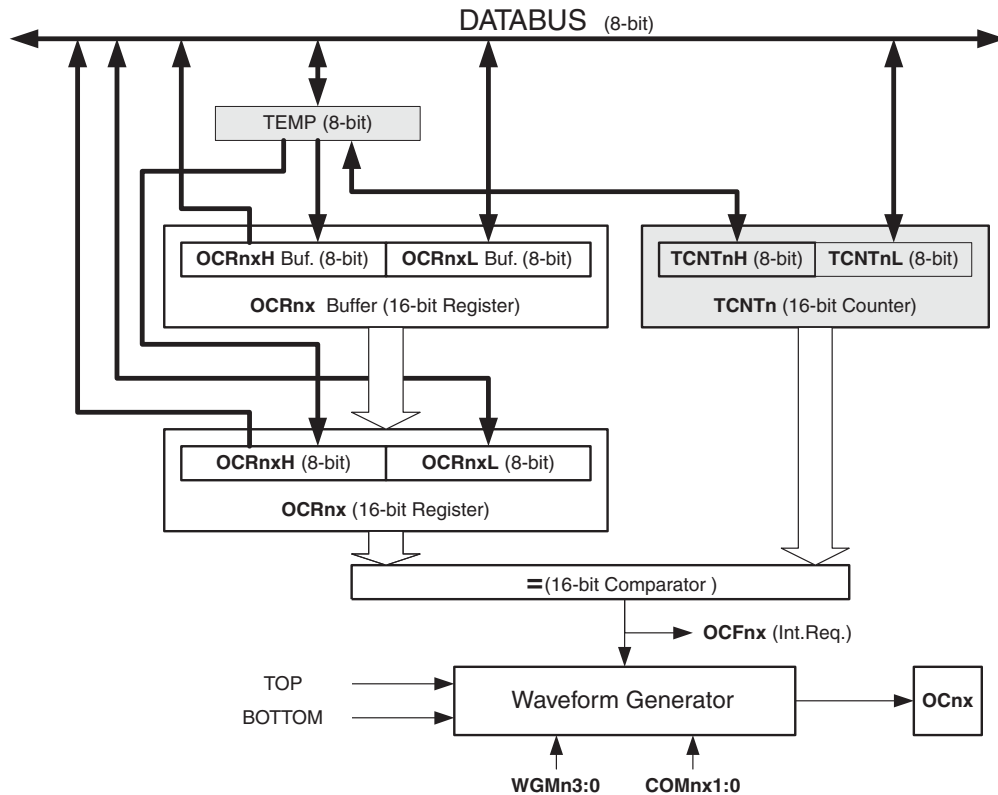 DATABUS (8-bit)
TEMP (8-bit)
OCRnxH Buf. (8-bit) OCRnxL Buf. (8-bit)
OCRnx Buffer (16-bit Register)
TCNTnH (8-bit) TCNTnL (8-bit)
TCNTn (16-bit Counter)
OCRnxH (8-bit) OCRnxL (8-bit)
OCRnx (16-bit Register)
=(16-bit Comparator )
OCFnx (Int.Req.)
TOP
BOTTOM
Waveform Generator
OCnx
WGMn3:0 COMnx1:0